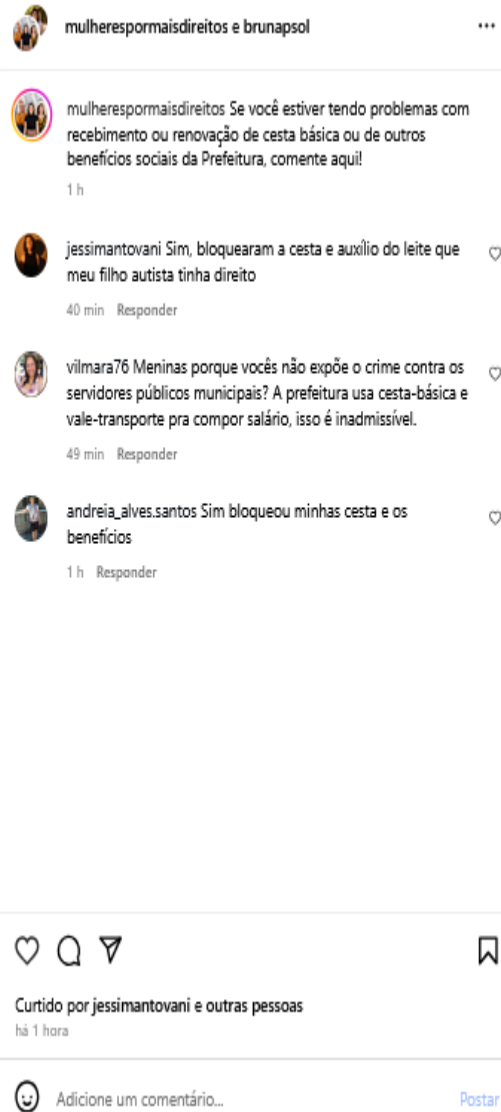 mulherespormaisdireitos e brunapsol
mulherespormaisdireitos Se você estiver tendo problemas com
recebimento ou renovação de cesta básica ou de outros
benefícios sociais da Prefeitura, comente aqui!
1 h
jessimantovani Sim, bloquearam a cesta e auxílio do leite que
meu filho autista tinha direito
40 min Responder
vilmara76 Meninas porque vocês não expõe o crime contra os
servidores públicos municipais? A prefeitura usa cesta-básica e
vale-transporte pra compor salário, isso é inadmissível.
49 min Responder
andreia_alves.santos Sim bloqueou minhas cesta e os
benefícios
1 h Responder
Curtido por jessimantovani e outras pessoas
há 1 hora
Adicione um comentário... Postar